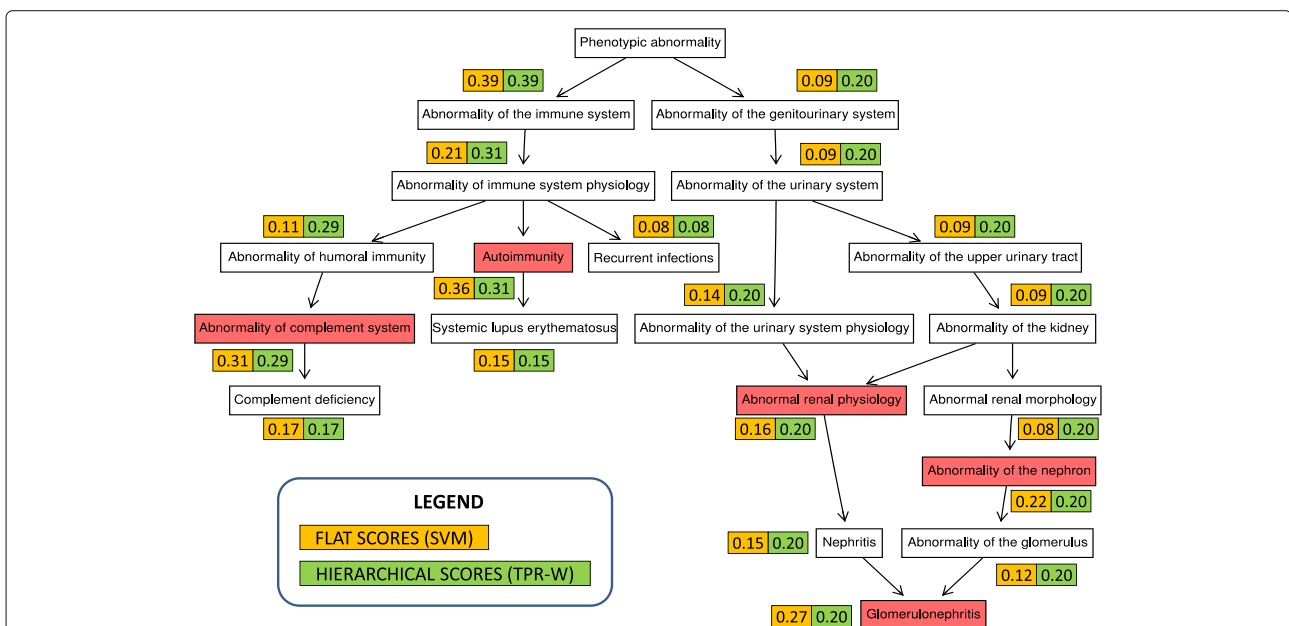 Phenotypic abnormality
0.39 0.39
0.09 0.20
Abnormality of the immune system
Abnormality of the genitourinary system
0.21 0.31
0.09 0.20
Abnormality of immune system physiology
Abnormality of the urinary system
0.11 0.29
0.08 0.08
0.09 0.20
Abnormality of humoral immunity
Autoimmunity
Recurrent infections
Abnormality of the upper urinary tract
0.36 0.31
0.14 0.20
0.09 0.20
Abnormality of complement system
Systemic lupus erythematosus
Abnormality of the urinary system physiology
Abnormality of the kidney
0.31 0.29
0.15 0.15
Complement deficiency
Abnormal renal physiology
Abnormal renal morphology
0.17 0.17
0.16 0.20
0.08 0.20
Abnormality of the nephron
0.22 0.20
LEGEND
FLAT SCORES (SVM)
HIERARCHICAL SCORES (TPR-W)
0.15 0.20
Nephritis
Abnormality of the glomerulus
0.12 0.20
0.27 0.20
Glomerulonephritis